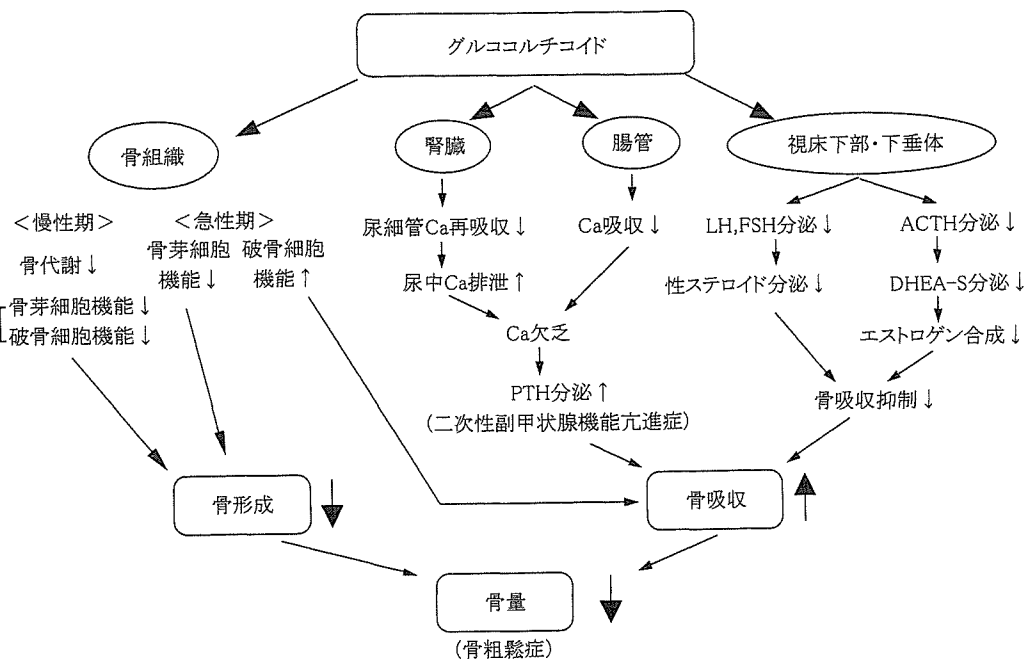 グルココルチコイド
骨組織
腎臓
腸管
視床下部・下垂体
<慢性期>
骨代謝↓
骨芽細胞機能↓
破骨細胞機能↓
<急性期>
骨芽細胞
機能↓
破骨細胞
機能↑
尿細管Ca再吸収↓
尿中Ca排泄↑
Ca吸収↓
Ca欠乏
PTH分泌↑
(二次性副甲状腺機能亢進症)
LH,FSH分泌↓
性ステロイド分泌↓
ACTH分泌↓
DHEA-S分泌↓
エストロゲン合成↓
骨吸収抑制↓
骨形成
骨吸収
骨量
(骨粗鬆症)